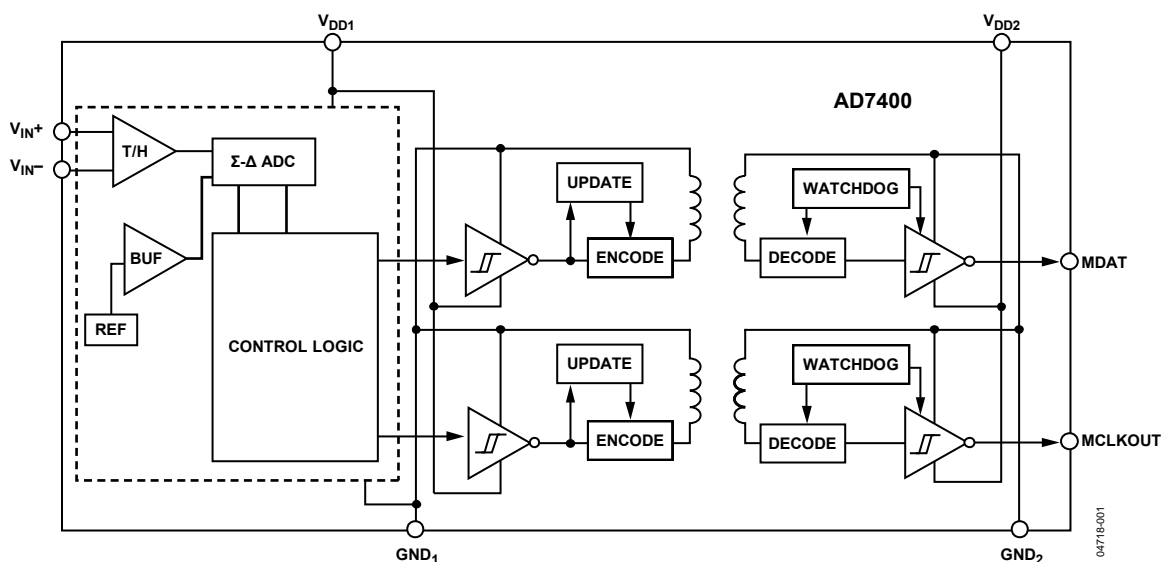 VDD1
VDD2
AD7400
VIN+
VIN–
T/H
Σ-Δ ADC
BUF
REF
CONTROL LOGIC
UPDATE
ENCODE
WATCHDOG
DECODE
MDAT
UPDATE
ENCODE
WATCHDOG
DECODE
MCLKOUT
GND1
GND2
04718-001